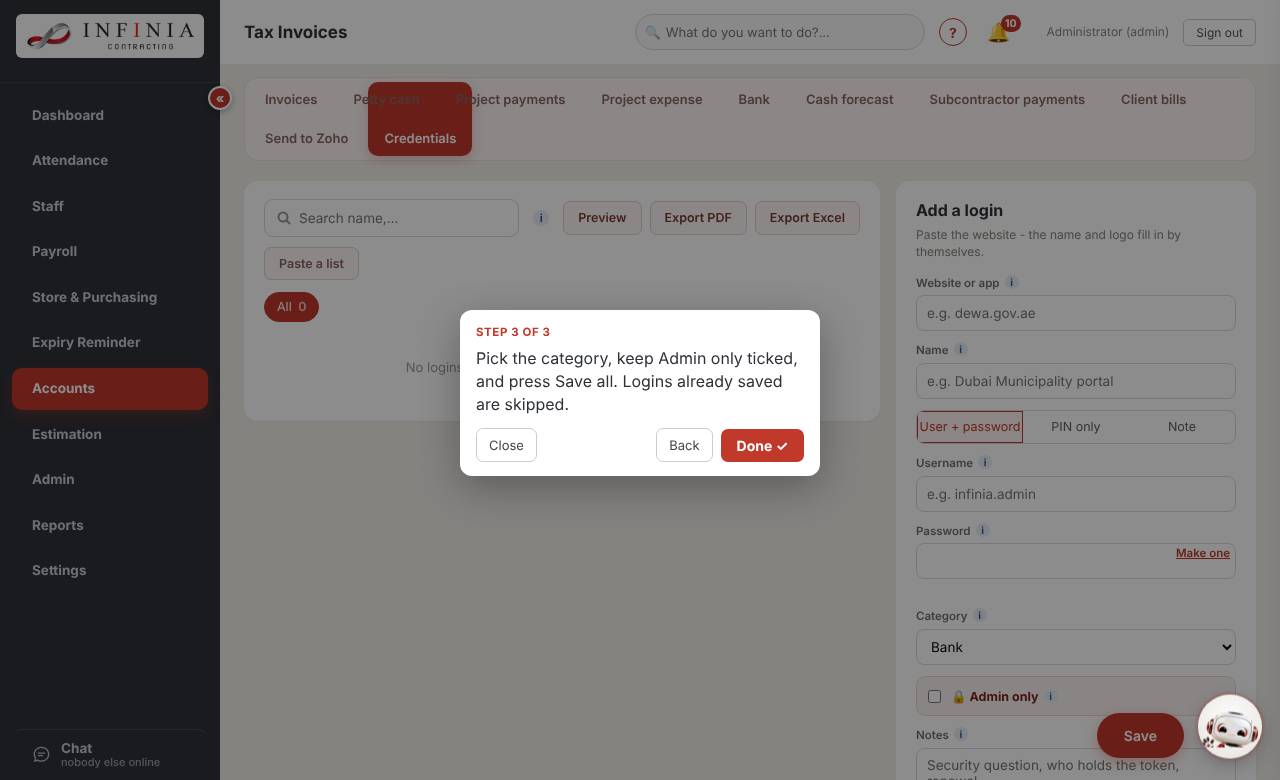 INFINIA
CONTRACTING
Tax Invoices
What do you want to do?...
?
10
Administrator (admin)
Sign out
«
Dashboard
Attendance
Staff
Payroll
Store & Purchasing
Expiry Reminder
Accounts
Estimation
Admin
Reports
Settings
Chat
nobody else online
Invoices
Petty cash
Project payments
Project expense
Bank
Cash forecast
Subcontractor payments
Client bills
Send to Zoho
Credentials
Search name,...
i
Preview
Export PDF
Export Excel
Paste a list
All 0
No logins
STEP 3 OF 3
Pick the category, keep Admin only ticked,
and press Save all. Logins already saved
are skipped.
Close
Back
Done ✓
Add a login
Paste the website - the name and logo fill in by
themselves.
Website or app i
e.g. dewa.gov.ae
Name i
e.g. Dubai Municipality portal
User + password
PIN only
Note
Username i
e.g. infinia.admin
Password i
Make one
Category i
Bank
Admin only i
Notes i
Save
Security question, who holds the token,
renewal